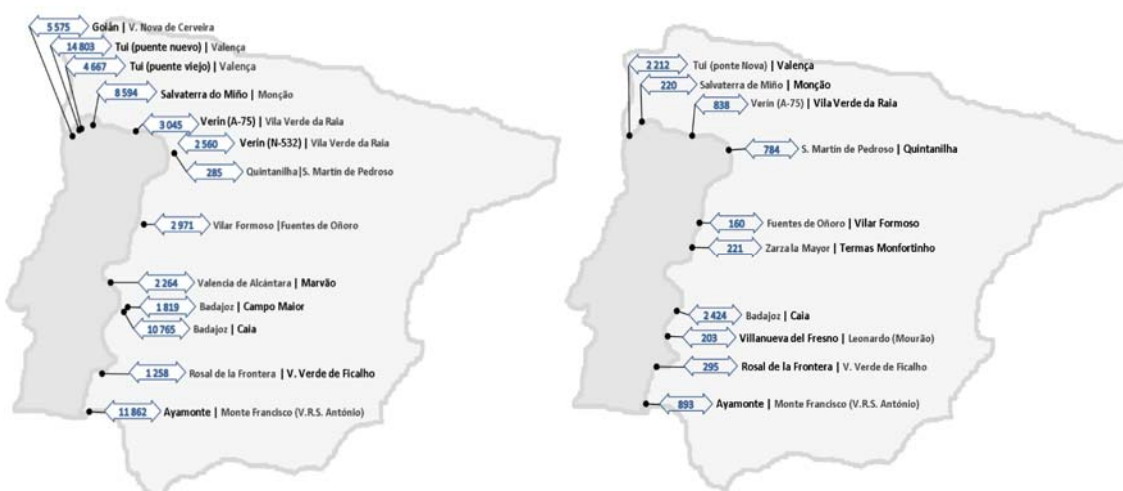 5 575 Goián | V. Nova de Cerveira
14 803 Tui (puente nuevo) | Valença
4 667 Tui (puente viejo) | Valença
8 594 Salvaterra do Miño | Monção
3 045 Verin (A-75) | Vila Verde da Raia
2 560 Verin (N-532) | Vila Verde da Raia
285 Quintanilha|S. Martín de Pedroso
2 971 Vilar Formoso |Fuentes de Oñoro
2 264 Valencia de Alcántara | Marvão
1 819 Badajoz | Campo Maior
10 765 Badajoz | Caia
1 258 Rosal de la Frontera | V. Verde de Ficalho
11 862 Ayamonte | Monte Francisco (V.R.S. António)
2 212 Tui (ponte Nova) | Valença
220 Salvaterra de Miño | Monção
838 Verin (A-75) | Vila Verde da Raia
784 S. Martín de Pedroso | Quintanilha
160 Fuentes de Oñoro | Vilar Formoso
221 Zarza la Mayor | Termas Monfortinho
2 424 Badajoz | Caia
203 Villanueva del Fresno | Leonardo (Mourão)
295 Rosal de la Frontera | V. Verde de Ficalho
893 Ayamonte | Monte Francisco (V.R.S. António)